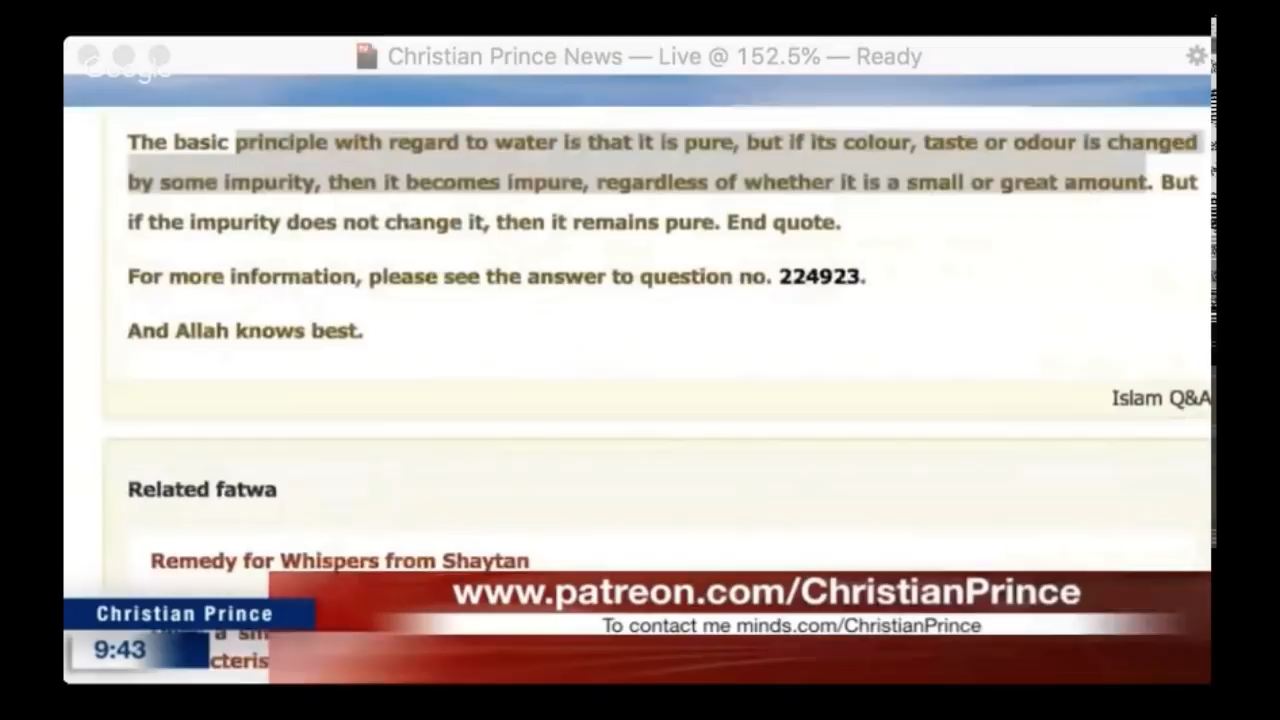 Christian Prince News — Live @ 152.5% — Ready
Google
The basic principle with regard to water is that it is pure, but if its colour, taste or odour is changed
by some impurity, then it becomes impure, regardless of whether it is a small or great amount. But
if the impurity does not change it, then it remains pure. End quote.
For more information, please see the answer to question no. 224923.
And Allah knows best.
Islam Q&A
Related fatwa
Remedy for Whispers from Shaytan
www.patreon.com/ChristianPrince
Christian Prince
To contact me minds.com/ChristianPrince
a sm
9:43
cteris